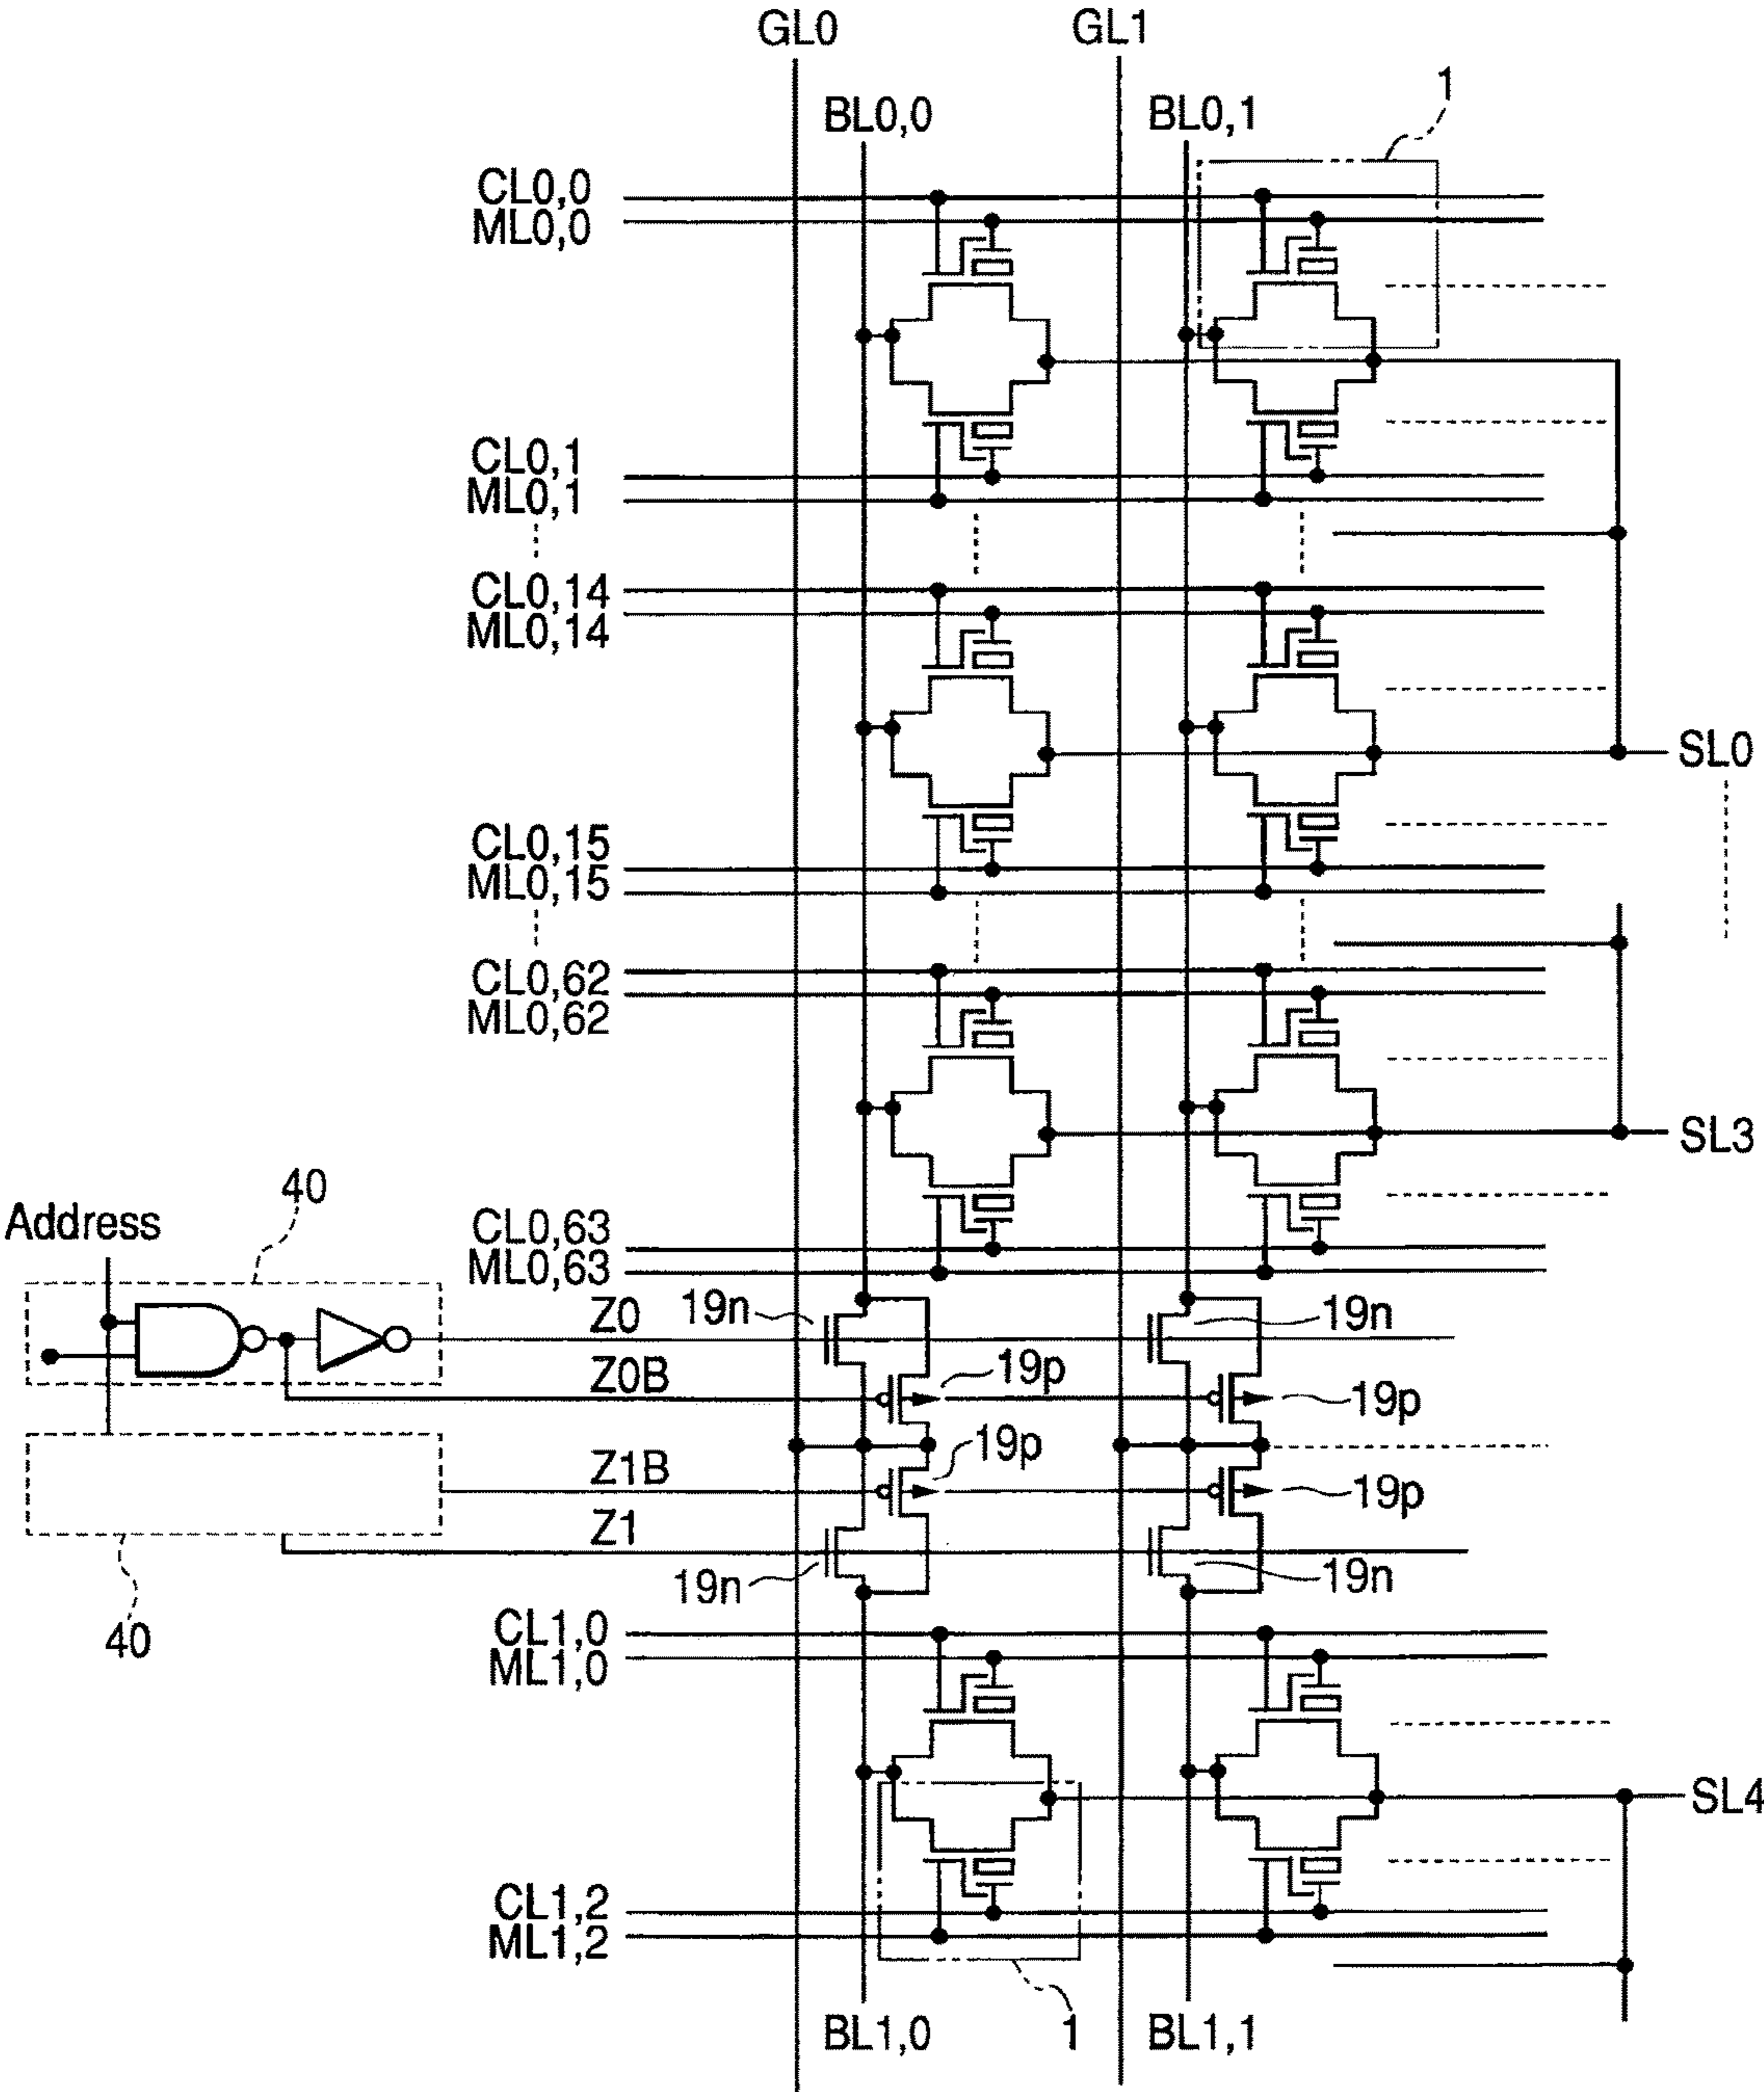 GL0
GL1
BL0,0
BL0,1
1
CL0,0
ML0,0
CL0,1
ML0,1
CL0,14
ML0,14
SL0
CL0,15
ML0,15
CL0,62
ML0,62
SL3
40
Address
CL0,63
ML0,63
Z0
19n
19n
Z0B
19p
19p
Z1B
19p
19p
Z1
19n
19n
40
CL1,0
ML1,0
SL4
CL1,2
ML1,2
BL1,0
1
BL1,1